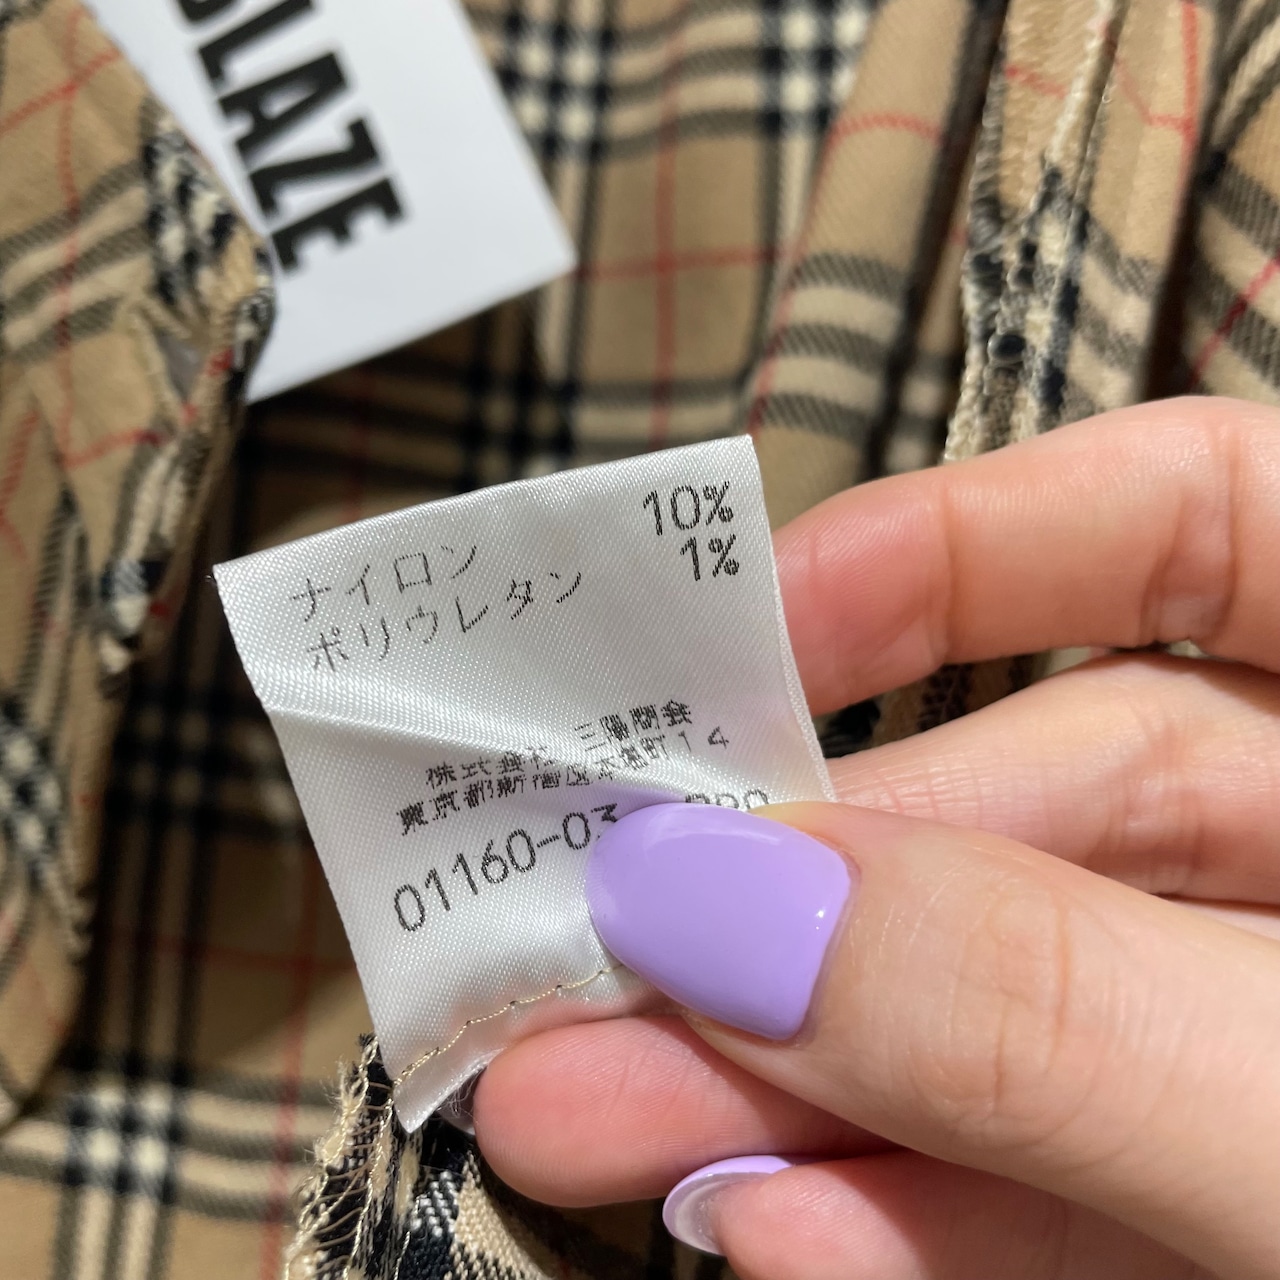 BLAZE
ナイロン 10%
ポリウレタン 1%
株式会社 三陽商会
東京都新宿区本塩町14
01160-03